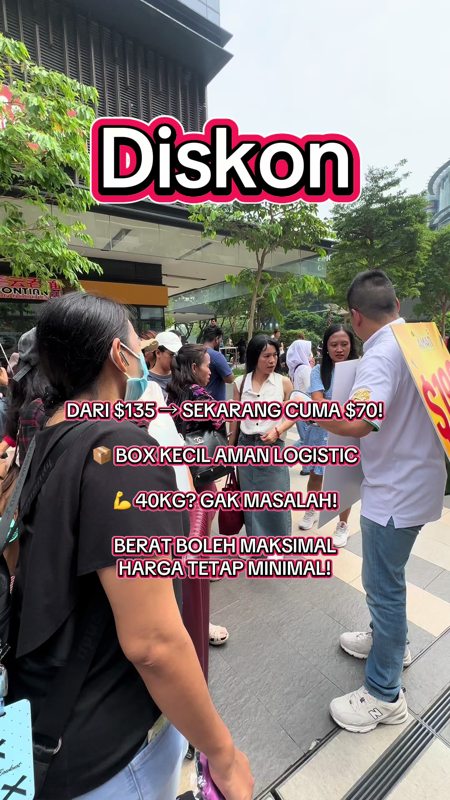 Diskon
DARI $135 → SEKARANG CUMA $70!
📦 BOX KECIL AMAN LOGISTIC
💪 40KG? GAK MASALAH!
BERAT BOLEH MAKSIMAL
HARGA TETAP MINIMAL!